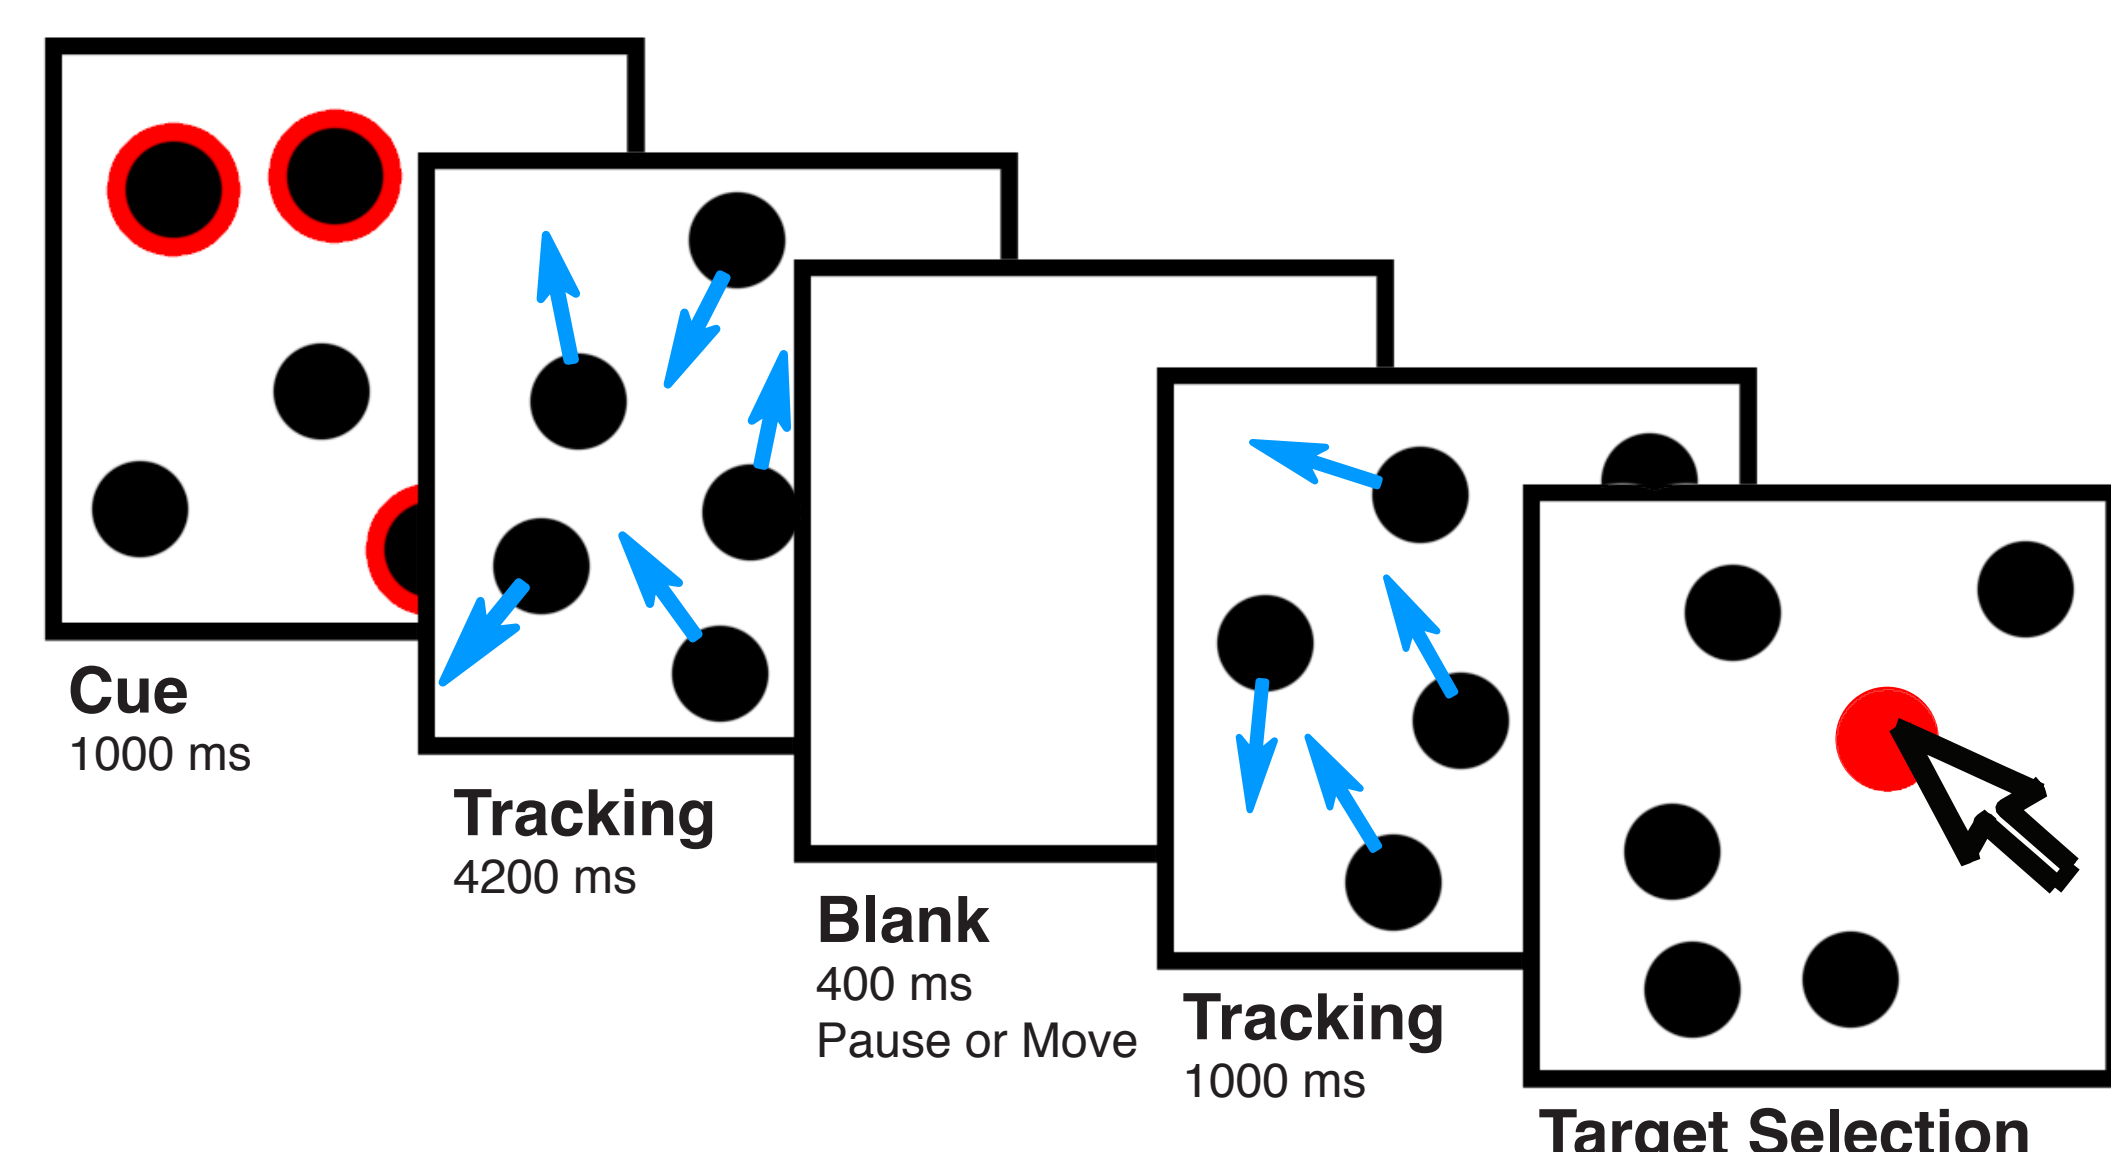 Cue
1000 ms
Tracking
4200 ms
Blank
400 ms
Pause or Move
Tracking
1000 ms
Target Selection